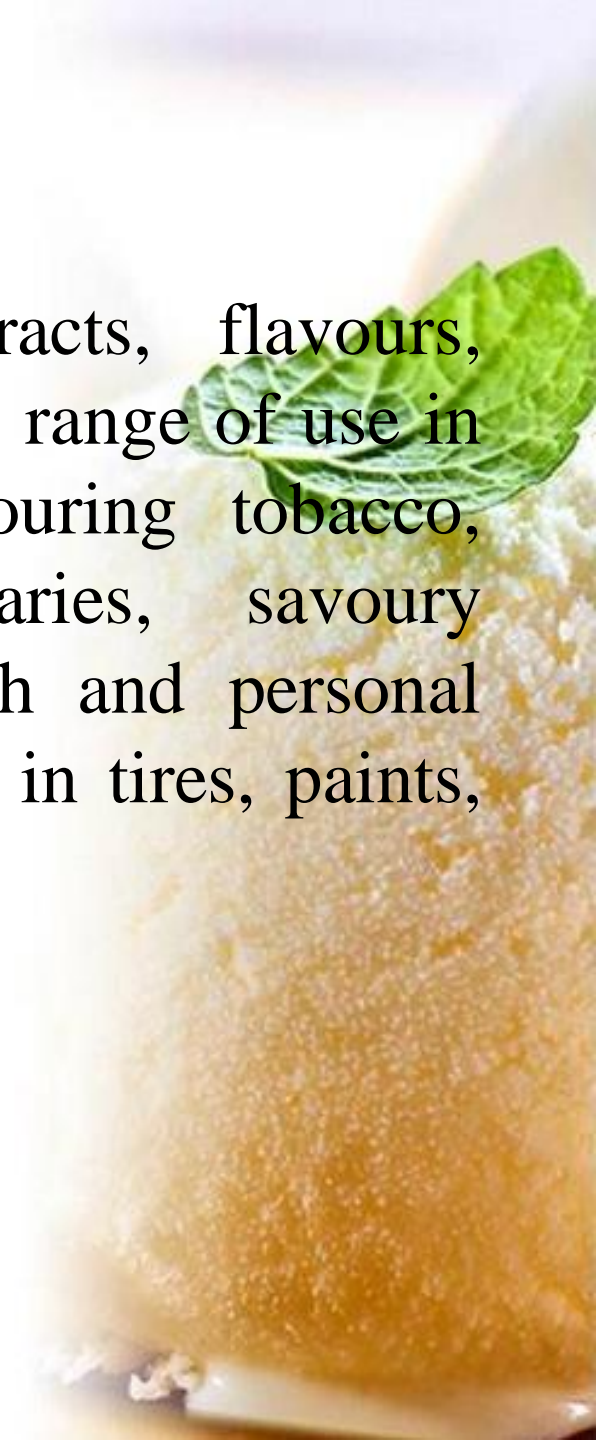 racts, flavours,
range of use in
ouring tobacco,
aries, savoury
h and personal
in tires, paints,